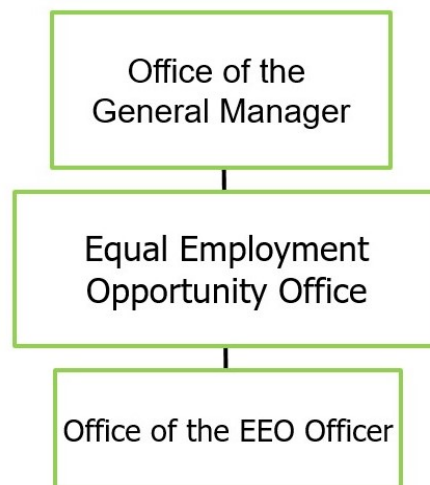 Office of the
General Manager
Equal Employment
Opportunity Office
Office of the EEO Officer